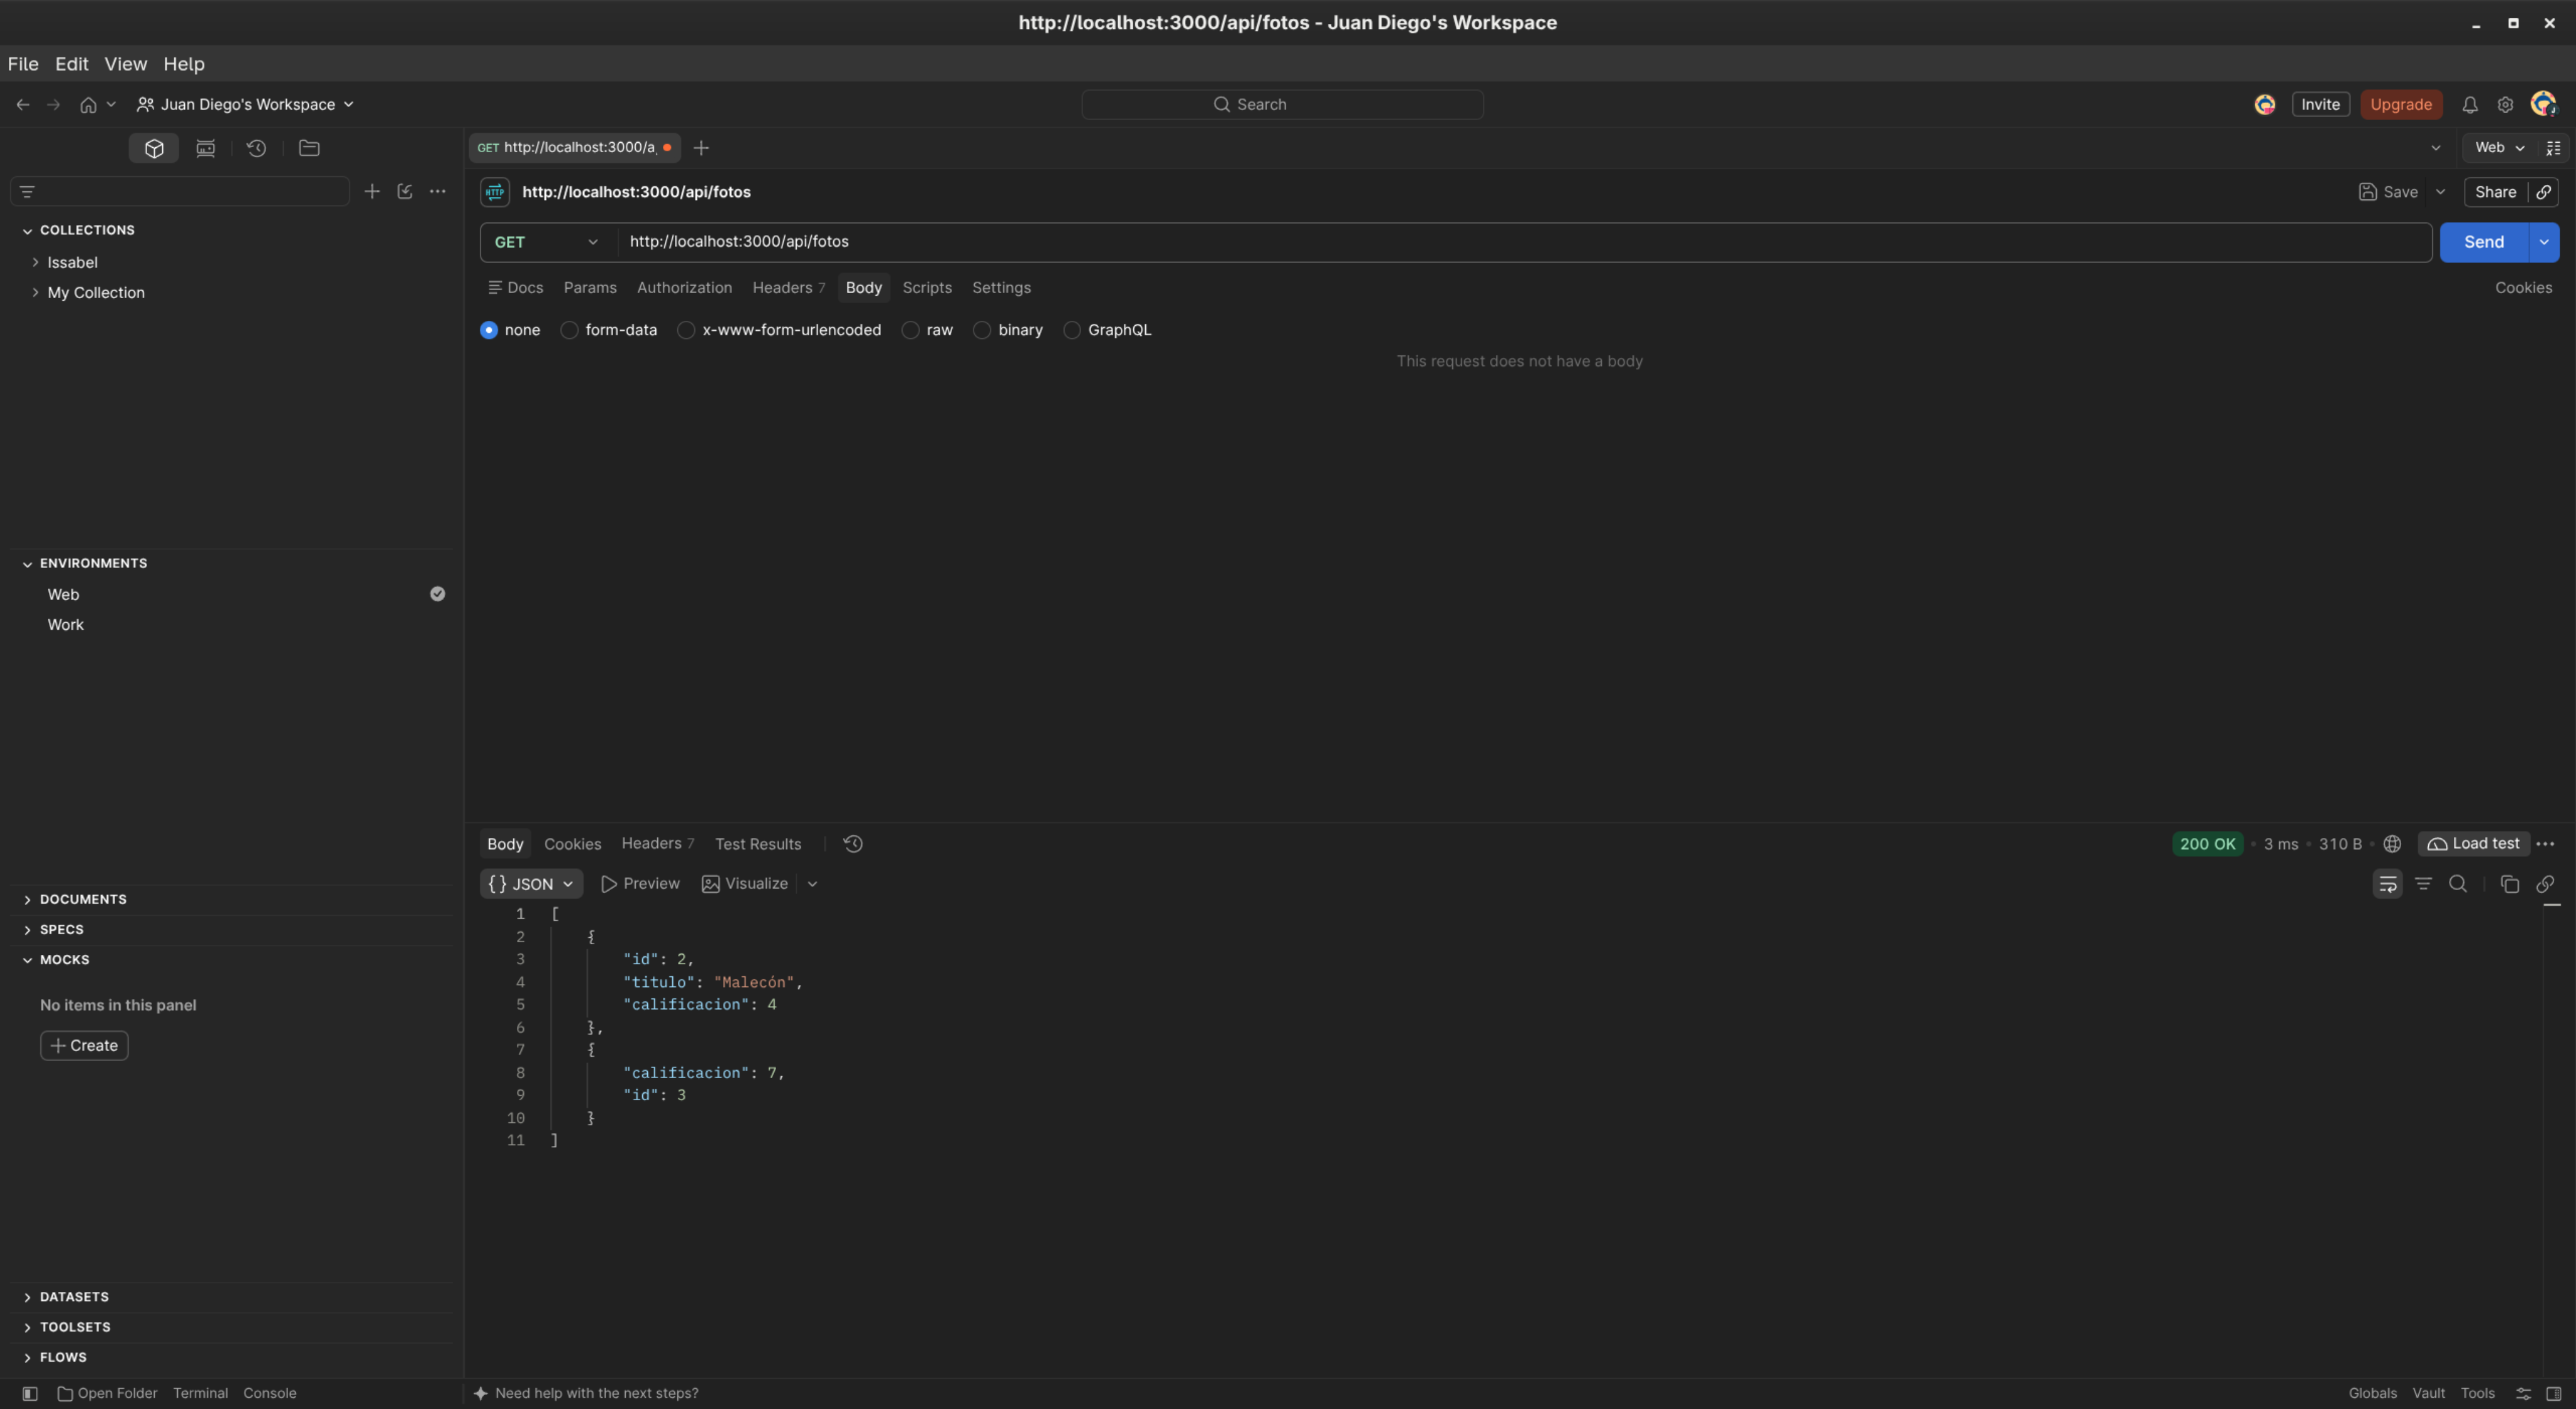 http://localhost:3000/api/fotos - Juan Diego's Workspace
File Edit View Help
Juan Diego's Workspace
Search
Invite
Upgrade
GET http://localhost:3000/a
Web
HTTP http://localhost:3000/api/fotos
Save
Share
COLLECTIONS
Issabel
My Collection
GET http://localhost:3000/api/fotos
Send
Docs Params Authorization Headers 7 Body Scripts Settings
Cookies
none form-data x-www-form-urlencoded raw binary GraphQL
This request does not have a body
ENVIRONMENTS
Web
Work
DOCUMENTS
SPECS
MOCKS
No items in this panel
Create
DATASETS
TOOLSETS
FLOWS
Body Cookies Headers 7 Test Results
200 OK • 3 ms • 310 B •
Load test
{} JSON Preview Visualize
1 [
2 {
3 "id": 2,
4 "titulo": "Malecón",
5 "calificacion": 4
6 },
7 {
8 "calificacion": 7,
9 "id": 3
10 }
11 ]
Open Folder Terminal Console
Need help with the next steps?
Globals Vault Tools